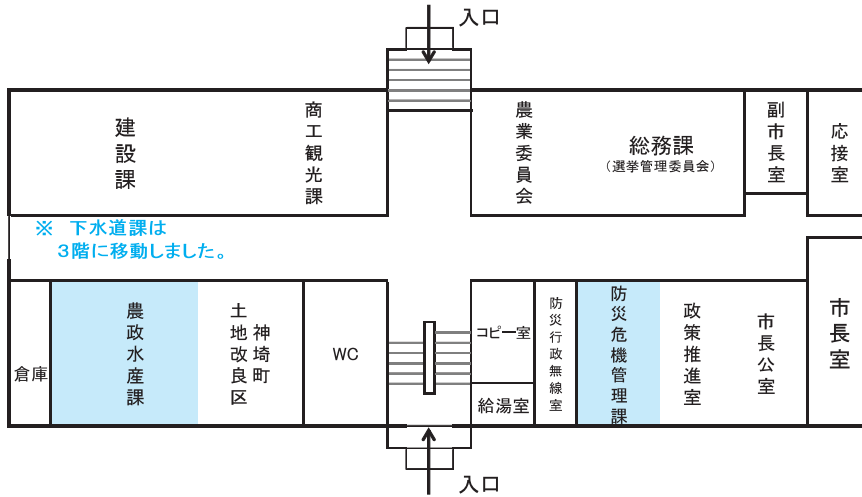 入口
建設課
商工観光課
農業委員会
総務課
（選挙管理委員会）
副市長室
応接室
※　下水道課は
３階に移動しました。
倉庫
農政水産課
神埼町
土地改良区
WC
コピー室
給湯室
防災行政無線室
防災危機管理課
政策推進室
市長公室
市長室
入口